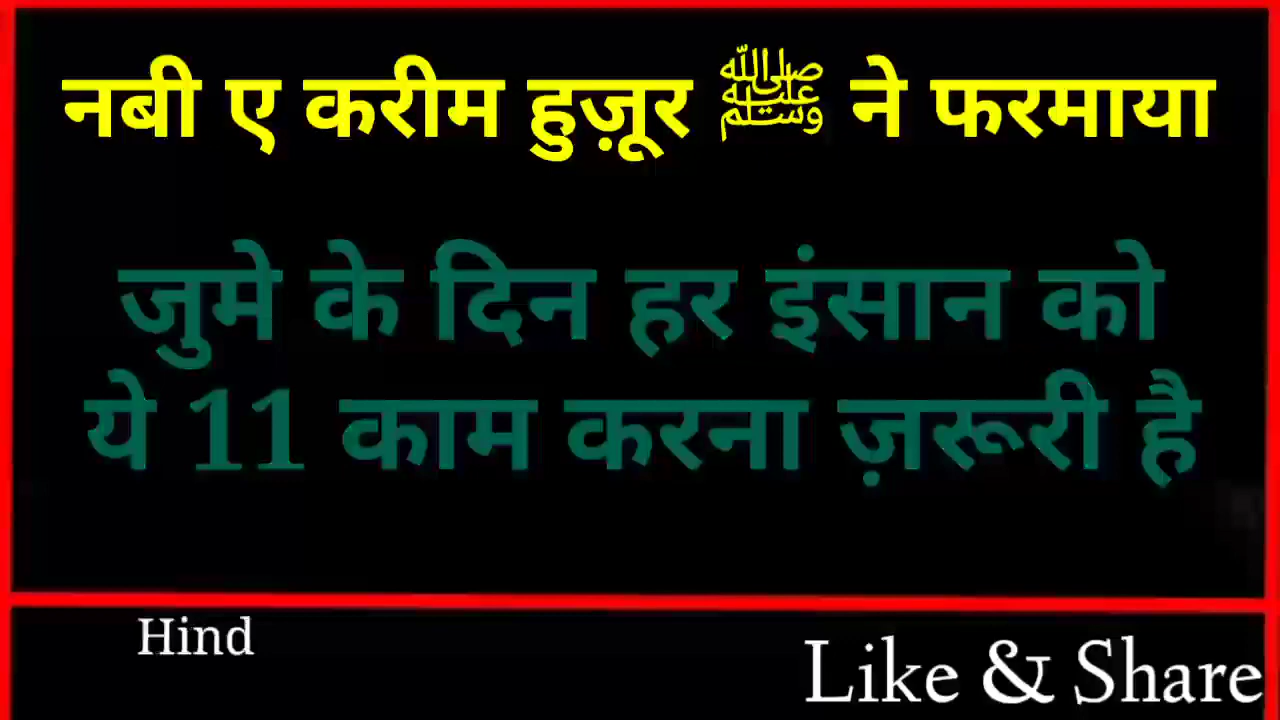 नबी ए करीम हुज़ूर ﷺ ने फरमाया
जुमे के दिन हर इंसान को
ये 11 काम करना ज़रूरी है
Hind
Like & Share